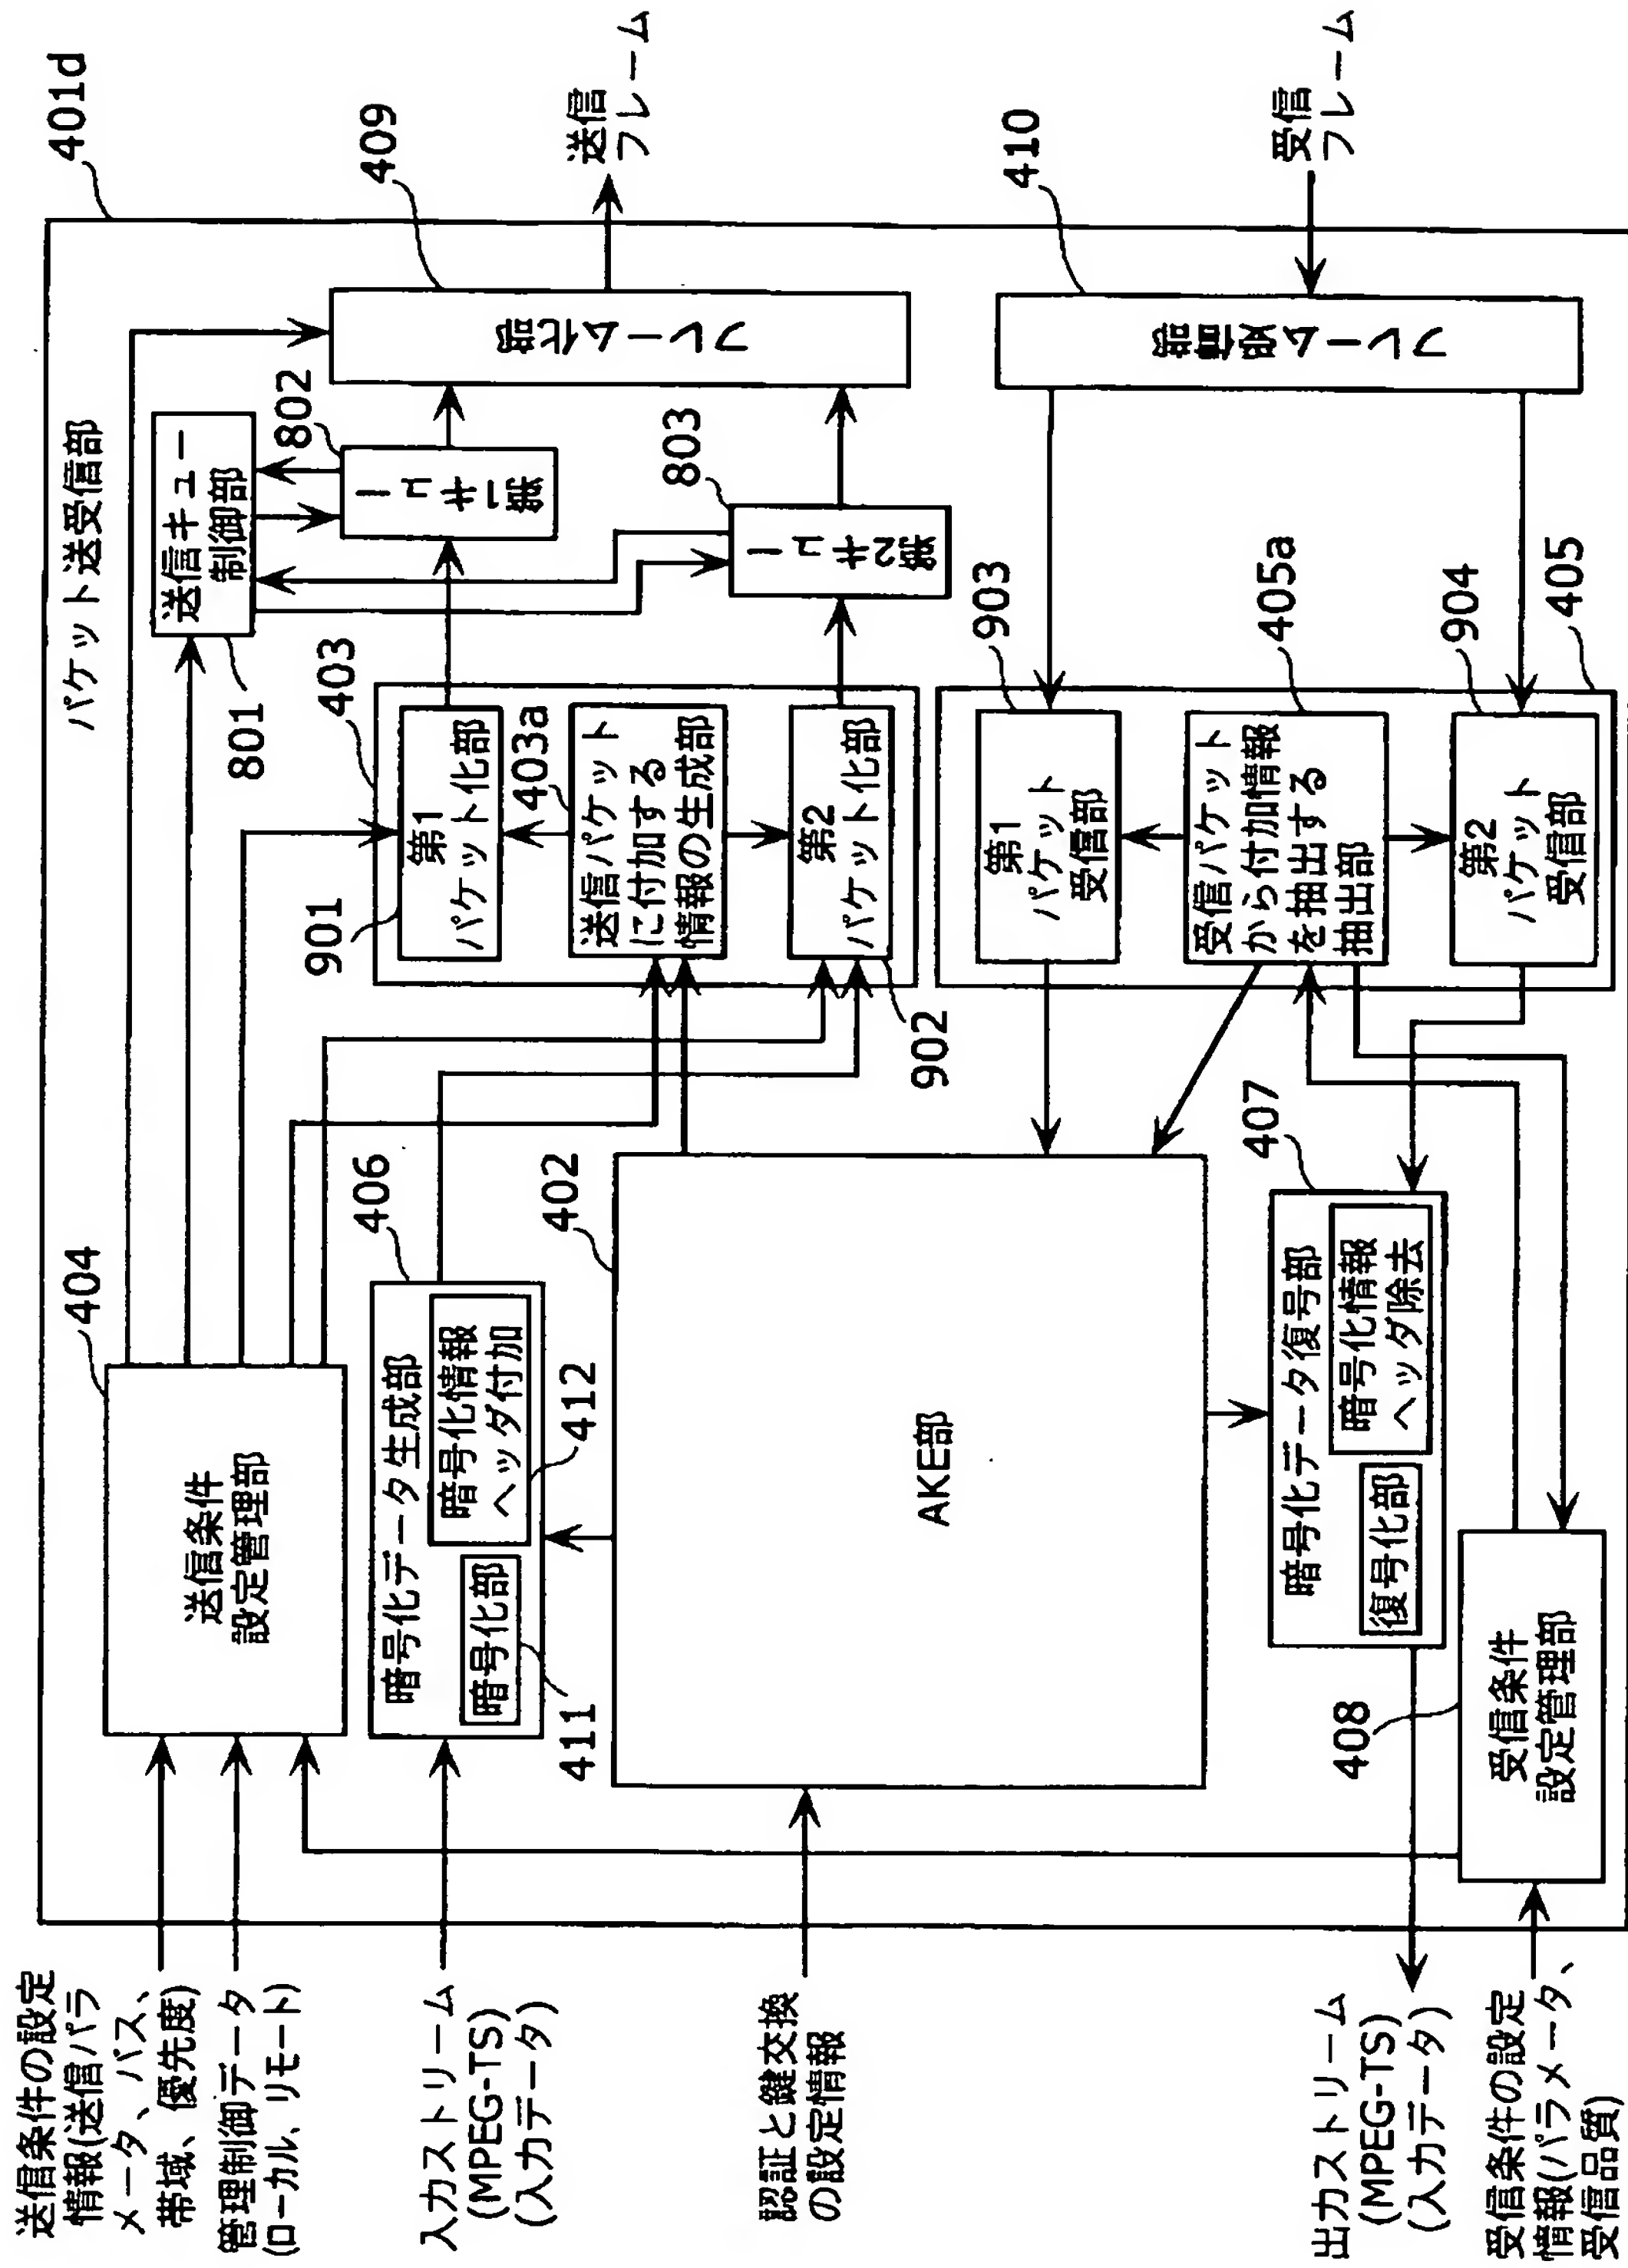 401d
パケット送受信部
404
送信条件
設定管理部
送信キュー
制御部
801
802
第1キュー
803
第2キュー
409
フレーム化部
送信
フレーム
403
901
第1
パケット化部
403a
送信パケット
に付加する
情報の生成部
第2
パケット化部
902
406
暗号化データ生成部
暗号化情報
ヘッダ付加
412
暗号化部
411
402
AKE部
410
フレーム受信部
受信
フレーム
903
第1
パケット
受信部
405a
受信パケット
から付加情報
を抽出する
抽出部
904
第2
パケット
受信部
405
407
暗号化データ復号部
暗号化情報
ヘッダ除去
復号化部
408
受信条件
設定管理部
送信条件の設定
情報(送信パラ
メータ、パス、
帯域、優先度)
管理制御データ
(ローカル、リモート)
入力ストリーム
(MPEG-TS)
(入力データ)
認証と鍵交換
の設定情報
出力ストリーム
(MPEG-TS)
(入力データ)
受信条件の設定
情報(パラメータ、
受信品質)